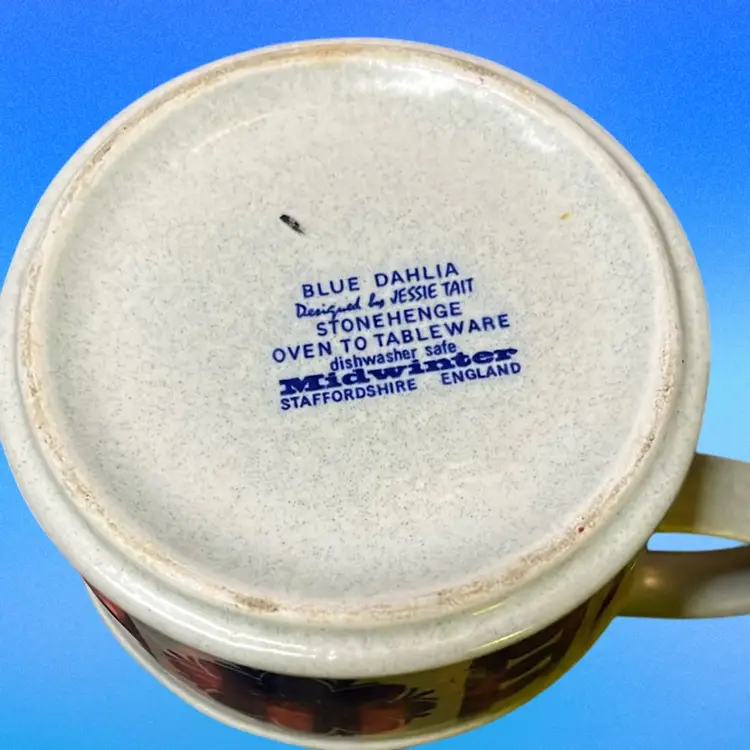 BLUE DAHLIA
Designed by JESSIE TAIT
STONEHENGE
OVEN TO TABLEWARE
dishwasher safe
Midwinter
STAFFORDSHIRE ENGLAND